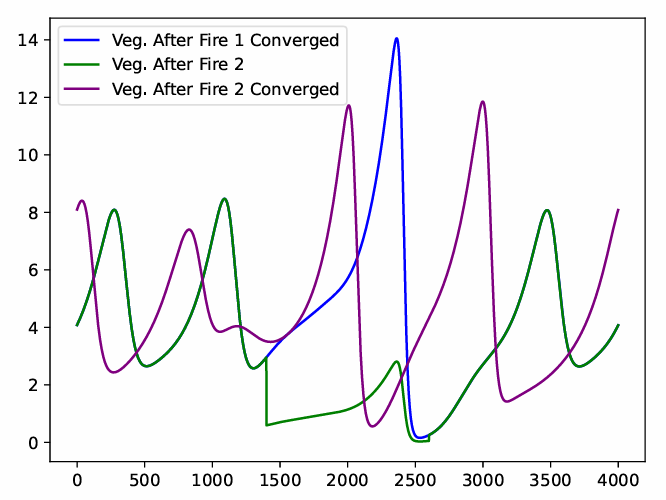 14
12
10
8
6
4
2
0
Veg. After Fire 1 Converged
Veg. After Fire 2
Veg. After Fire 2 Converged
0 500 1000 1500 2000 2500 3000 3500 4000